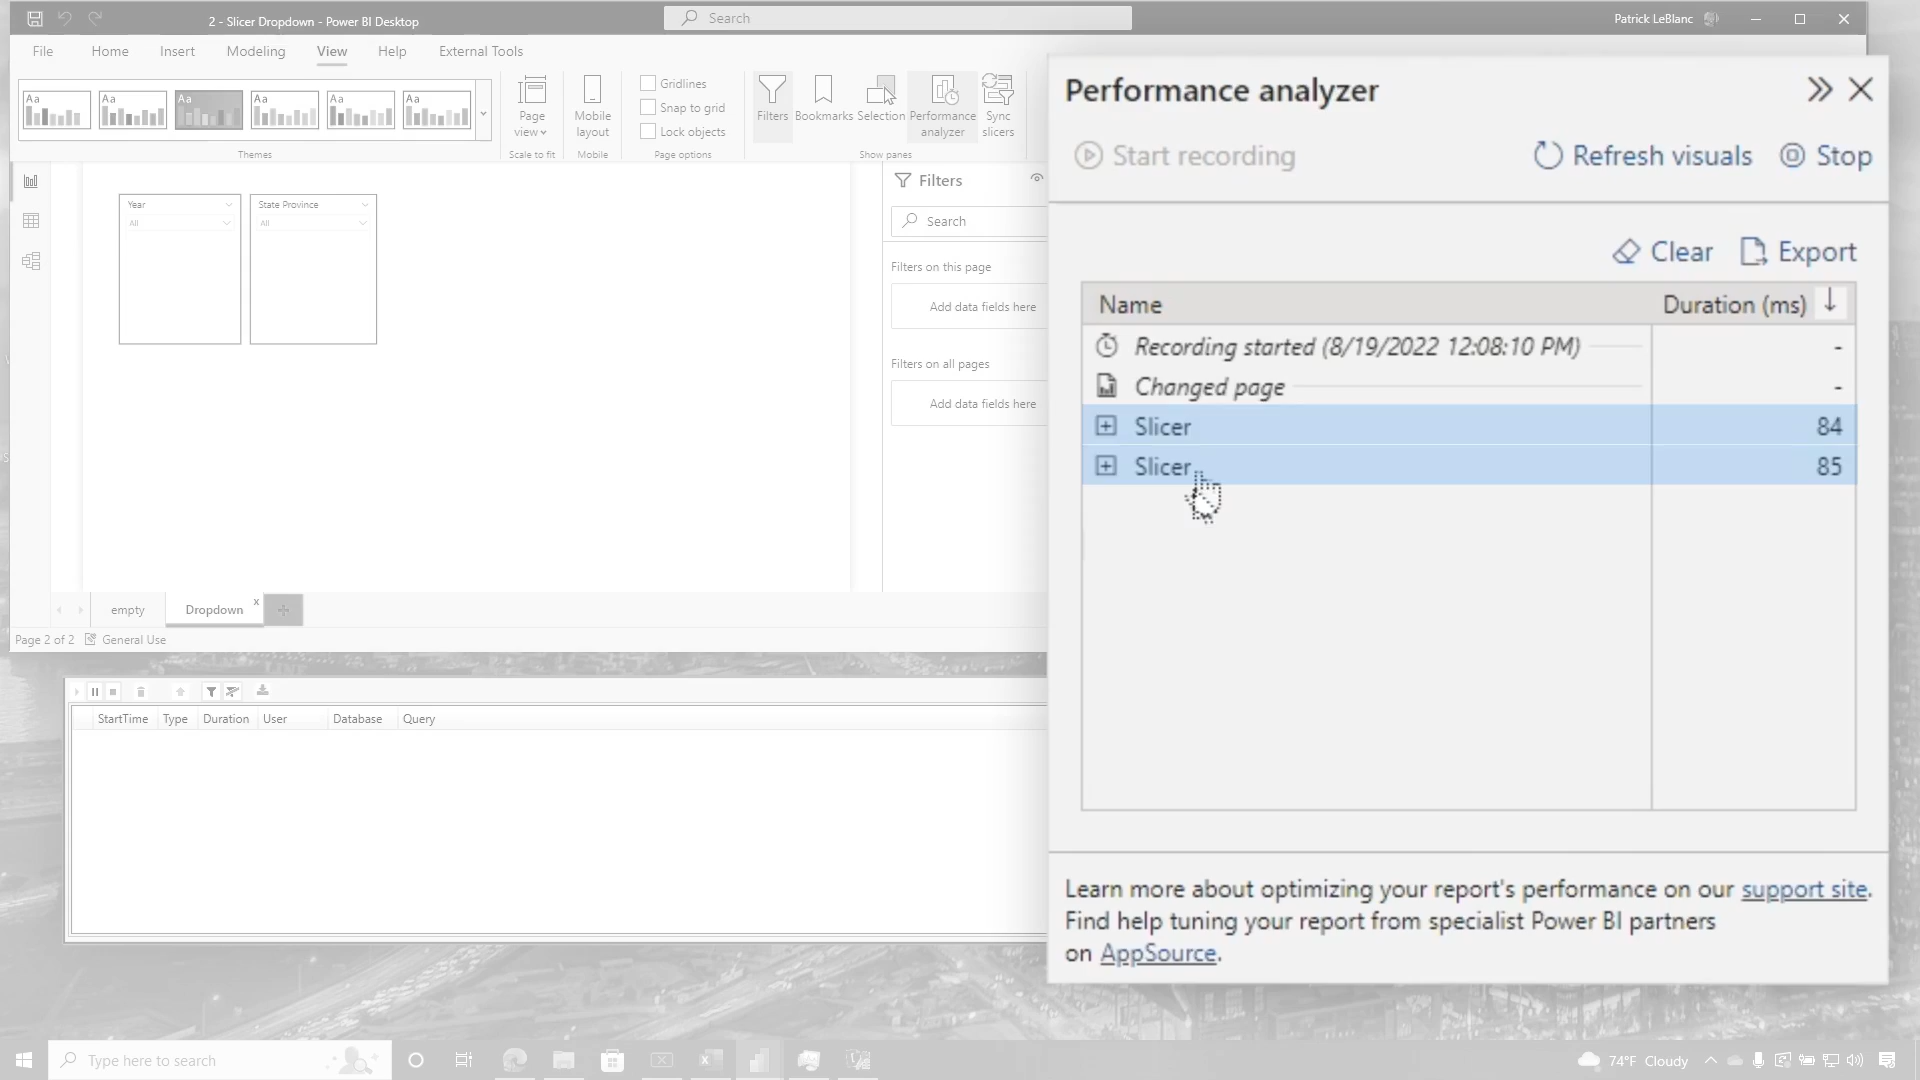 2 - Slicer Dropdown - Power BI Desktop
Search
Patrick LeBlanc
File Home Insert Modeling View Help External Tools
Aa Aa Aa Aa Aa Aa
Themes
Page view
Scale to fit
Mobile layout
Mobile
Gridlines
Snap to grid
Lock objects
Page options
Filters
Bookmarks
Selection
Performance analyzer
Sync slicers
Show panes
Year
All
State Province
All
Filters
Search
Filters on this page
Add data fields here
Filters on all pages
Add data fields here
empty Dropdown x
Page 2 of 2 General Use
StartTime Type Duration User Database Query
Performance analyzer
Start recording Refresh visuals Stop
Clear Export
Name Duration (ms)
Recording started (8/19/2022 12:08:10 PM) -
Changed page -
Slicer 84
Slicer 85
Learn more about optimizing your report's performance on our support site.
Find help tuning your report from specialist Power BI partners
on AppSource.
Type here to search
74°F Cloudy